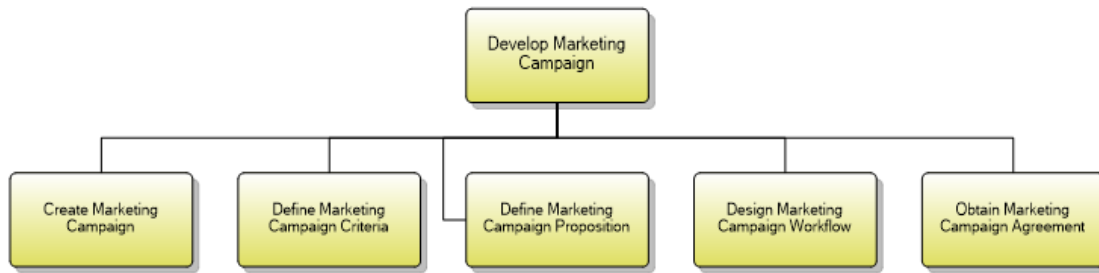 Develop Marketing
Campaign
Create Marketing
Campaign
Define Marketing
Campaign Criteria
Define Marketing
Campaign Proposition
Design Marketing
Campaign Workflow
Obtain Marketing
Campaign Agreement